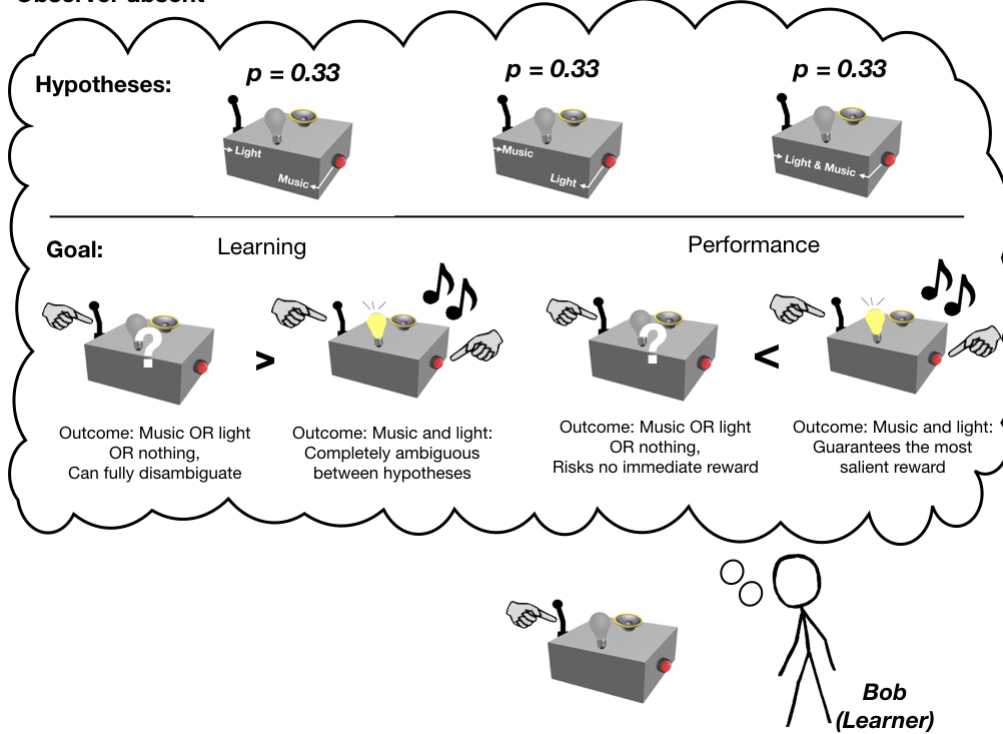 Observer absent
Hypotheses:
p = 0.33
p = 0.33
p = 0.33
Light
Music
Music
Light
Light & Music
Goal:
Learning
Performance
?
>
?
<
Outcome: Music OR light
OR nothing,
Can fully disambiguate
Outcome: Music and light:
Completely ambiguous
between hypotheses
Outcome: Music OR light
OR nothing,
Risks no immediate reward
Outcome: Music and light:
Guarantees the most
salient reward
Bob
(Learner)